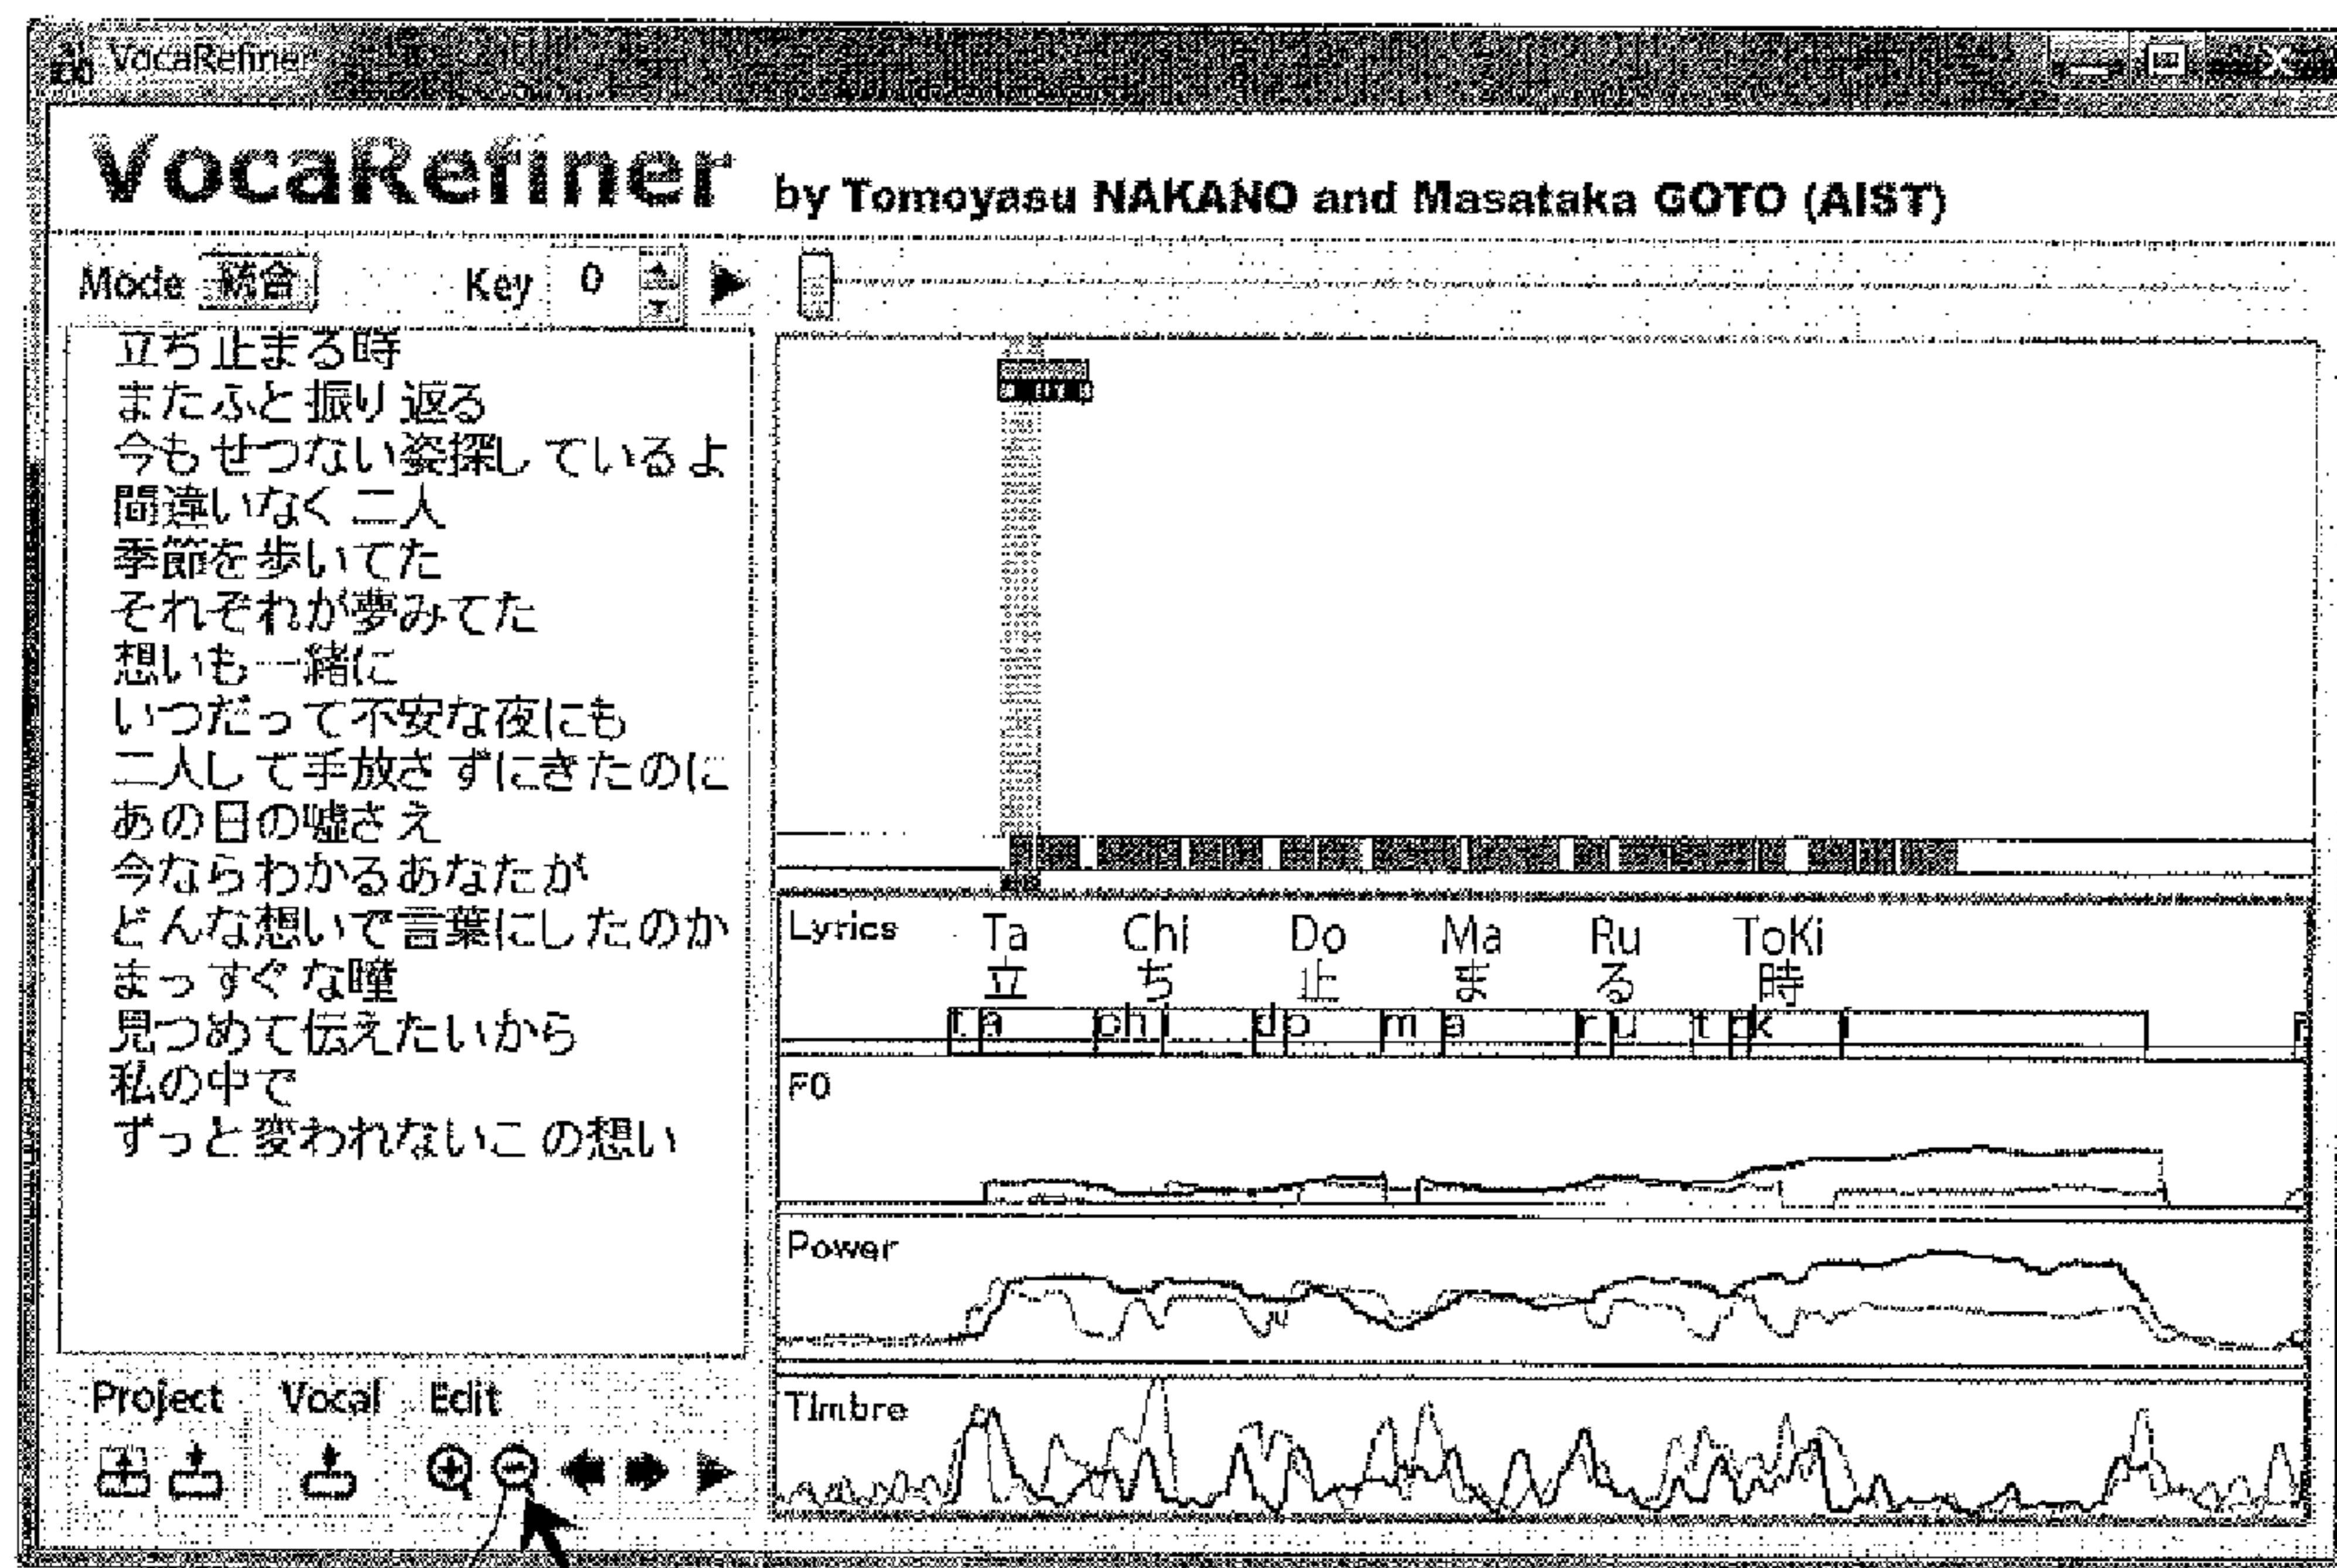 VocaRefiner
VocaRefiner by Tomoyasu NAKANO and Masataka GOTO (AIST)
Mode 統合 Key 0
立ち止まる時
またふと振り返る
今もせつない姿探しているよ
間違いなく二人
季節を歩いてた
それぞれが夢みてた
想いも一緒に
いつだって不安な夜にも
二人して手放さずにきたのに
あの日の嘘さえ
今ならわかるあなたが
どんな想いで言葉にしたのか
まっすぐな瞳
見つめて伝えたいから
私の中で
ずっと変われないこの想い
Project Vocal Edit
Lyrics Ta Chi Do Ma Ru ToKi
立 ち 止 ま る 時
t a ch i d o m a r u t o k i
F0
Power
Timbre